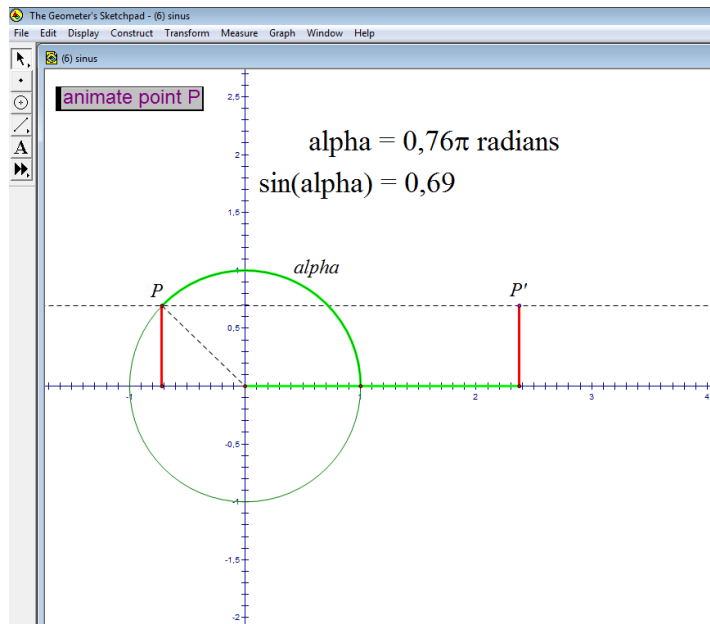 The Geometer's Sketchpad - (6) sinus
File Edit Display Construct Transform Measure Graph Window Help
(6) sinus
A
animate point P
alpha = 0,76π radians
sin(alpha) = 0,69
2,5
2
1,5
1
0,5
-0,5
-1
-1,5
-2
-1
1
2
3
4
alpha
P
P'